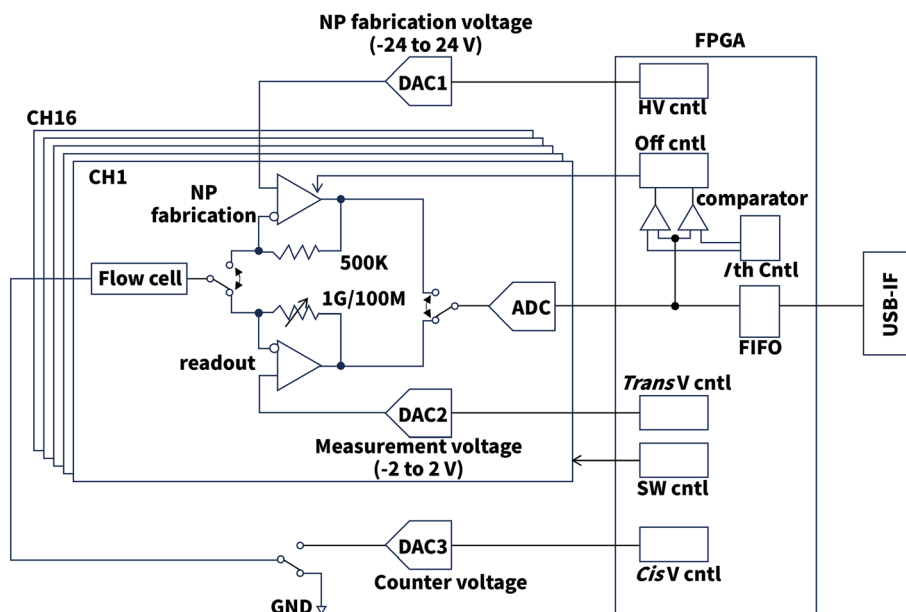 NP fabrication voltage
(-24 to 24 V)
FPGA
DAC1
HV cntl
CH16
Off cntl
CH1
NP
fabrication
comparator
500K
Ith Cntl
Flow cell
1G/100M
ADC
USB-IF
FIFO
readout
Trans V cntl
DAC2
Measurement voltage
(-2 to 2 V)
SW cntl
DAC3
Counter voltage
Cis V cntl
GND